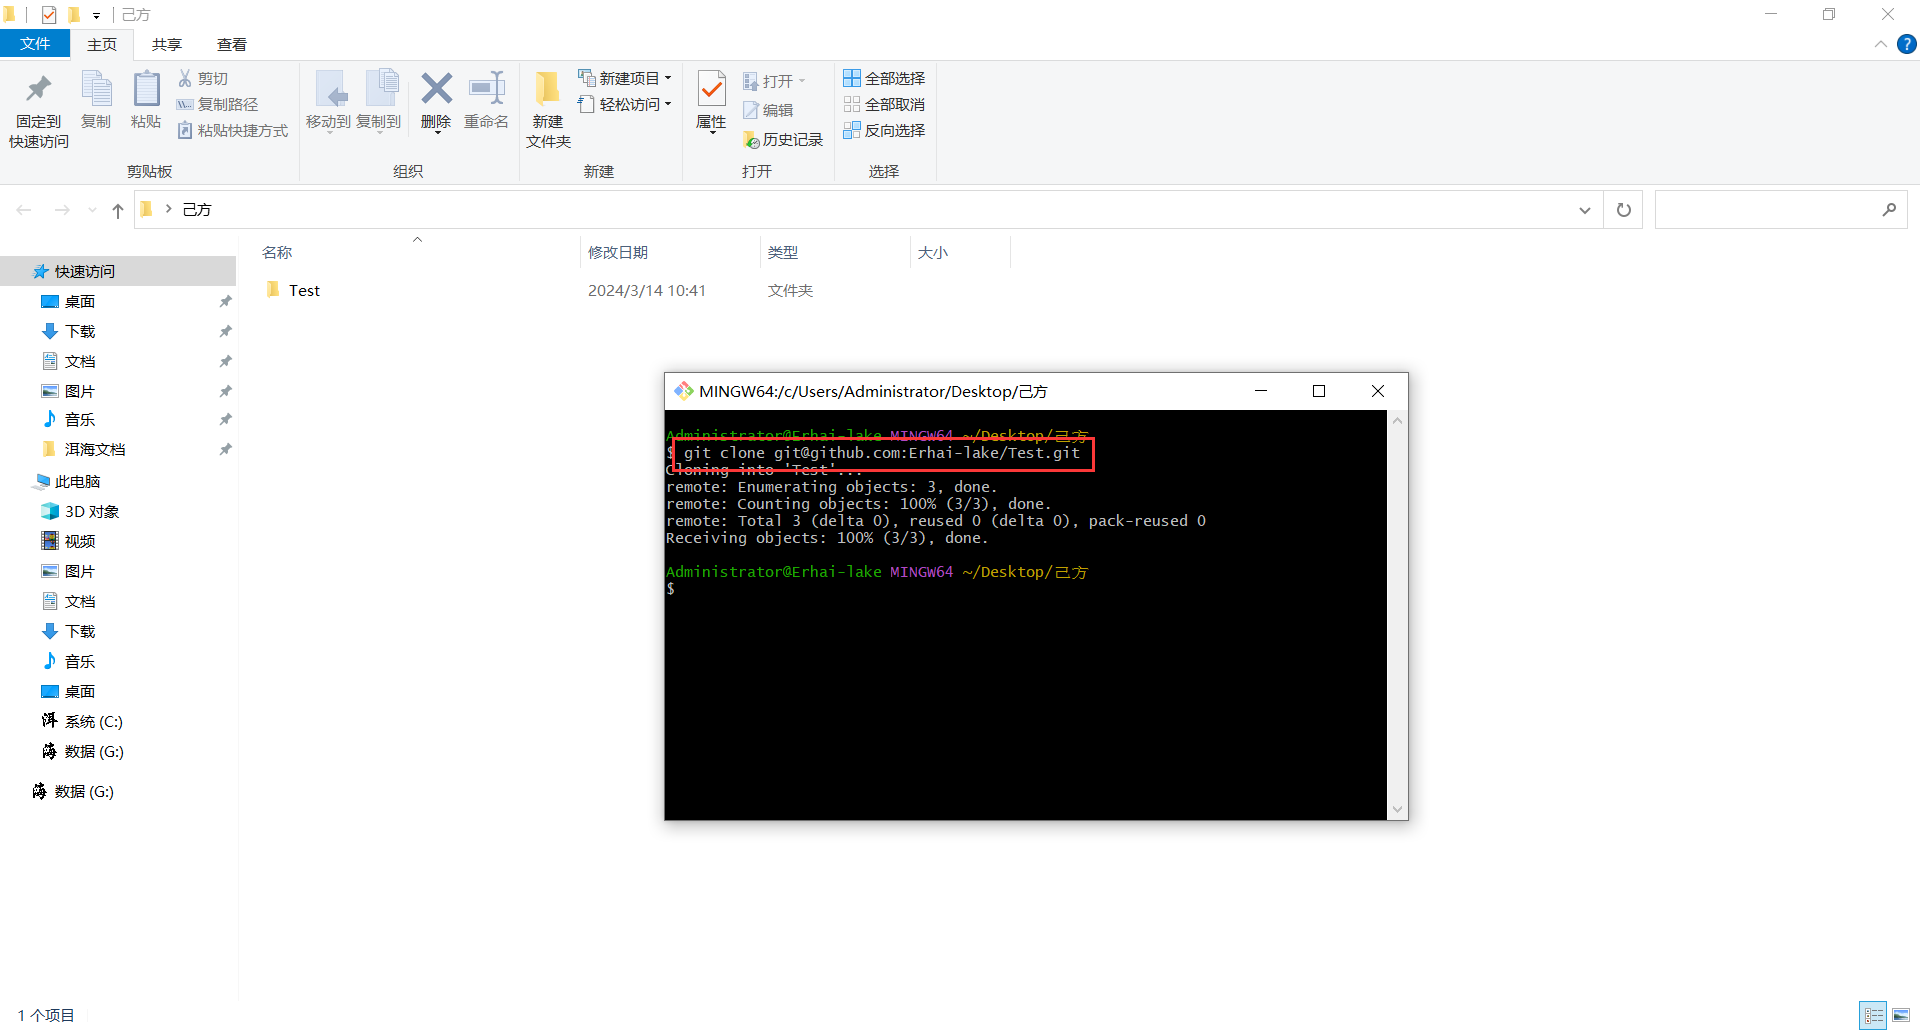 己方
文件 主页 共享 查看
固定到
快速访问
复制
粘贴
剪切
复制路径
粘贴快捷方式
剪贴板
移动到
复制到
删除
重命名
组织
新建
文件夹
新建项目
轻松访问
新建
属性
打开
编辑
历史记录
打开
全部选择
全部取消
反向选择
选择
己方
名称 修改日期 类型 大小
Test 2024/3/14 10:41 文件夹
快速访问
桌面
下载
文档
图片
音乐
洱海文档
此电脑
3D 对象
视频
图片
文档
下载
音乐
桌面
系统 (C:)
数据 (G:)
数据 (G:)
MINGW64:/c/Users/Administrator/Desktop/己方
Administrator@Erhai-lake MINGW64 ~/Desktop/己方
$ git clone git@github.com:Erhai-lake/Test.git
Cloning into 'Test'...
remote: Enumerating objects: 3, done.
remote: Counting objects: 100% (3/3), done.
remote: Total 3 (delta 0), reused 0 (delta 0), pack-reused 0
Receiving objects: 100% (3/3), done.
Administrator@Erhai-lake MINGW64 ~/Desktop/己方
$
1 个项目